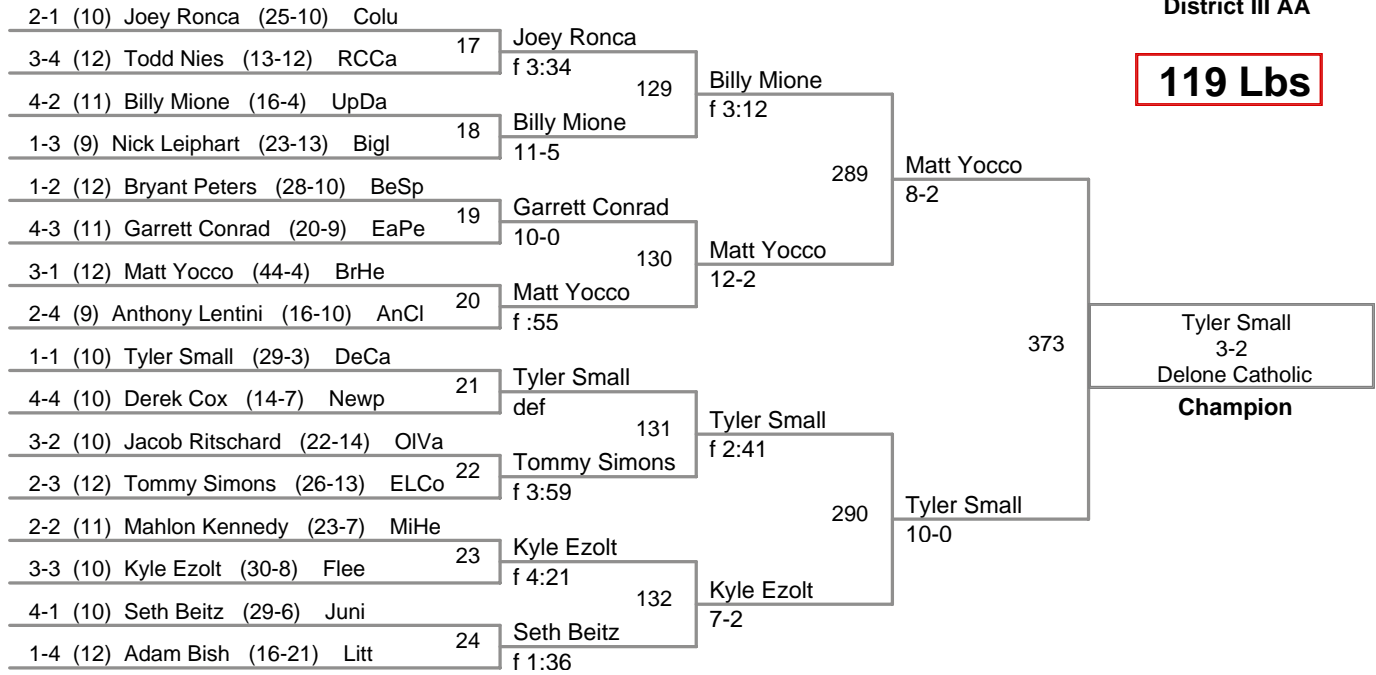 District III AA
119 Lbs
2-1 (10) Joey Ronca (25-10) Colu
3-4 (12) Todd Nies (13-12) RCCa
4-2 (11) Billy Mione (16-4) UpDa
1-3 (9) Nick Leiphart (23-13) BigI
1-2 (12) Bryant Peters (28-10) BeSp
4-3 (11) Garrett Conrad (20-9) EaPe
3-1 (12) Matt Yocco (44-4) BrHe
2-4 (9) Anthony Lentini (16-10) AnCl
1-1 (10) Tyler Small (29-3) DeCa
4-4 (10) Derek Cox (14-7) Newp
3-2 (10) Jacob Ritschard (22-14) OlVa
2-3 (12) Tommy Simons (26-13) ELCo
2-2 (11) Mahlon Kennedy (23-7) MiHe
3-3 (10) Kyle Ezolt (30-8) Flee
4-1 (10) Seth Beitz (29-6) Juni
1-4 (12) Adam Bish (16-21) Litt
17
18
19
20
21
22
23
24
Joey Ronca
f 3:34
Billy Mione
11-5
Garrett Conrad
10-0
Matt Yocco
f :55
Tyler Small
def
Tommy Simons
f 3:59
Kyle Ezolt
f 4:21
Seth Beitz
f 1:36
129
130
131
132
Billy Mione
f 3:12
Matt Yocco
12-2
Tyler Small
f 2:41
Kyle Ezolt
7-2
289
290
Matt Yocco
8-2
Tyler Small
10-0
373
Tyler Small
3-2
Delone Catholic
Champion